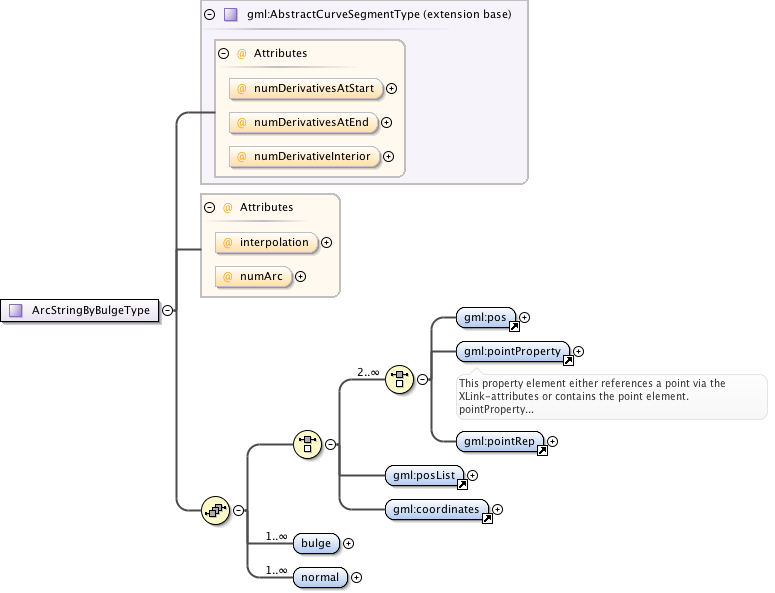 gml:AbstractCurveSegmentType (extension base)
@ Attributes
@ numDerivativesAtStart
@ numDerivativesAtEnd
@ numDerivativeInterior
@ Attributes
@ interpolation
@ numArc
ArcStringByBulgeType
gml:pos
gml:pointProperty
2..∞
This property element either references a point via the
XLink-attributes or contains the point element.
pointProperty...
gml:pointRep
gml:posList
gml:coordinates
1..∞
bulge
1..∞
normal